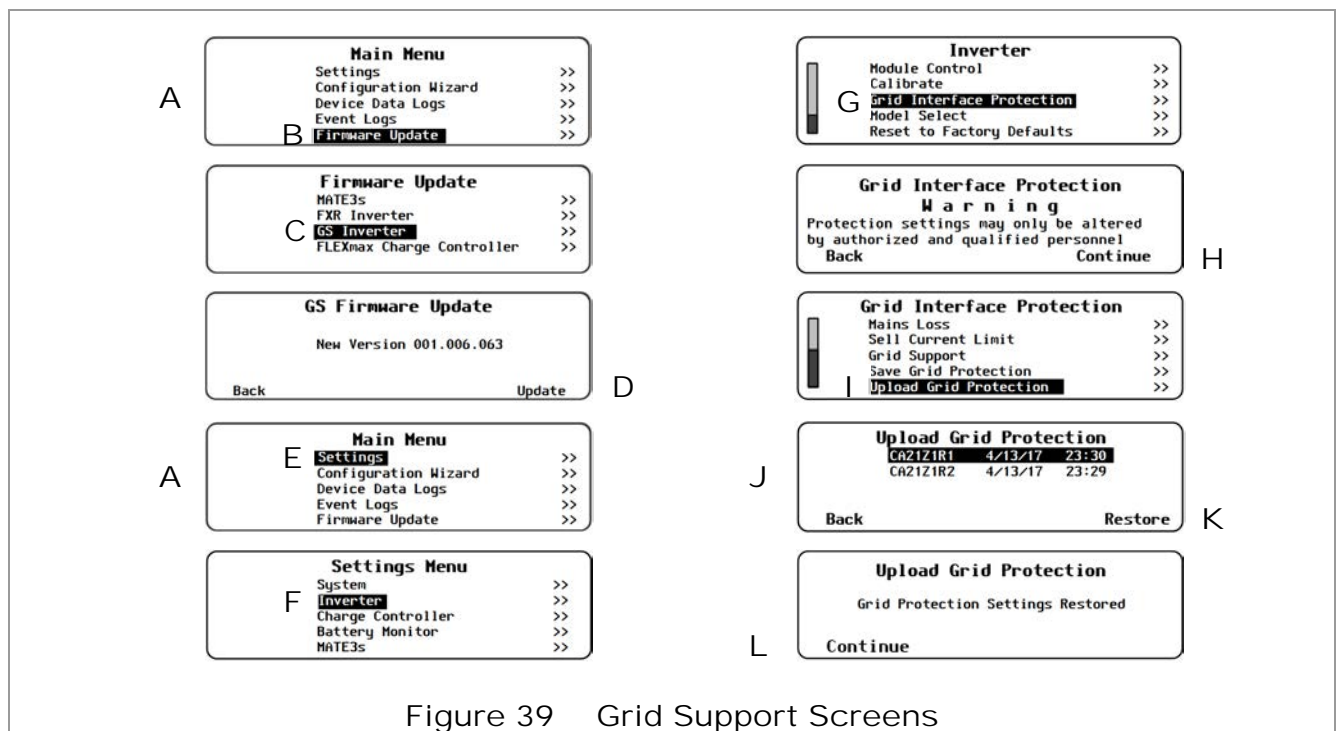 Main Menu
A
Settings >>
Configuration Wizard >>
Device Data Logs >>
Event Logs >>
B Firmware Update >>
Firmware Update
MATE3s >>
FXR Inverter >>
C GS Inverter >>
FLEXmax Charge Controller >>
GS Firmware Update
New Version 001.006.063
Back Update D
Main Menu
A
E Settings >>
Configuration Wizard >>
Device Data Logs >>
Event Logs >>
Firmware Update >>
Settings Menu
System >>
F Inverter >>
Charge Controller >>
Battery Monitor >>
MATE3s >>
Inverter
Module Control >>
Calibrate >>
G Grid Interface Protection >>
Model Select >>
Reset to Factory Defaults >>
Grid Interface Protection
Warning
Protection settings may only be altered
by authorized and qualified personnel
Back Continue H
Grid Interface Protection
Mains Loss >>
Sell Current Limit >>
Grid Support >>
Save Grid Protection >>
I Upload Grid Protection >>
Upload Grid Protection
CA21Z1R1 4/13/17 23:30
J CA21Z1R2 4/13/17 23:29
Back Restore K
Upload Grid Protection
Grid Protection Settings Restored
L Continue
Figure 39 Grid Support Screens